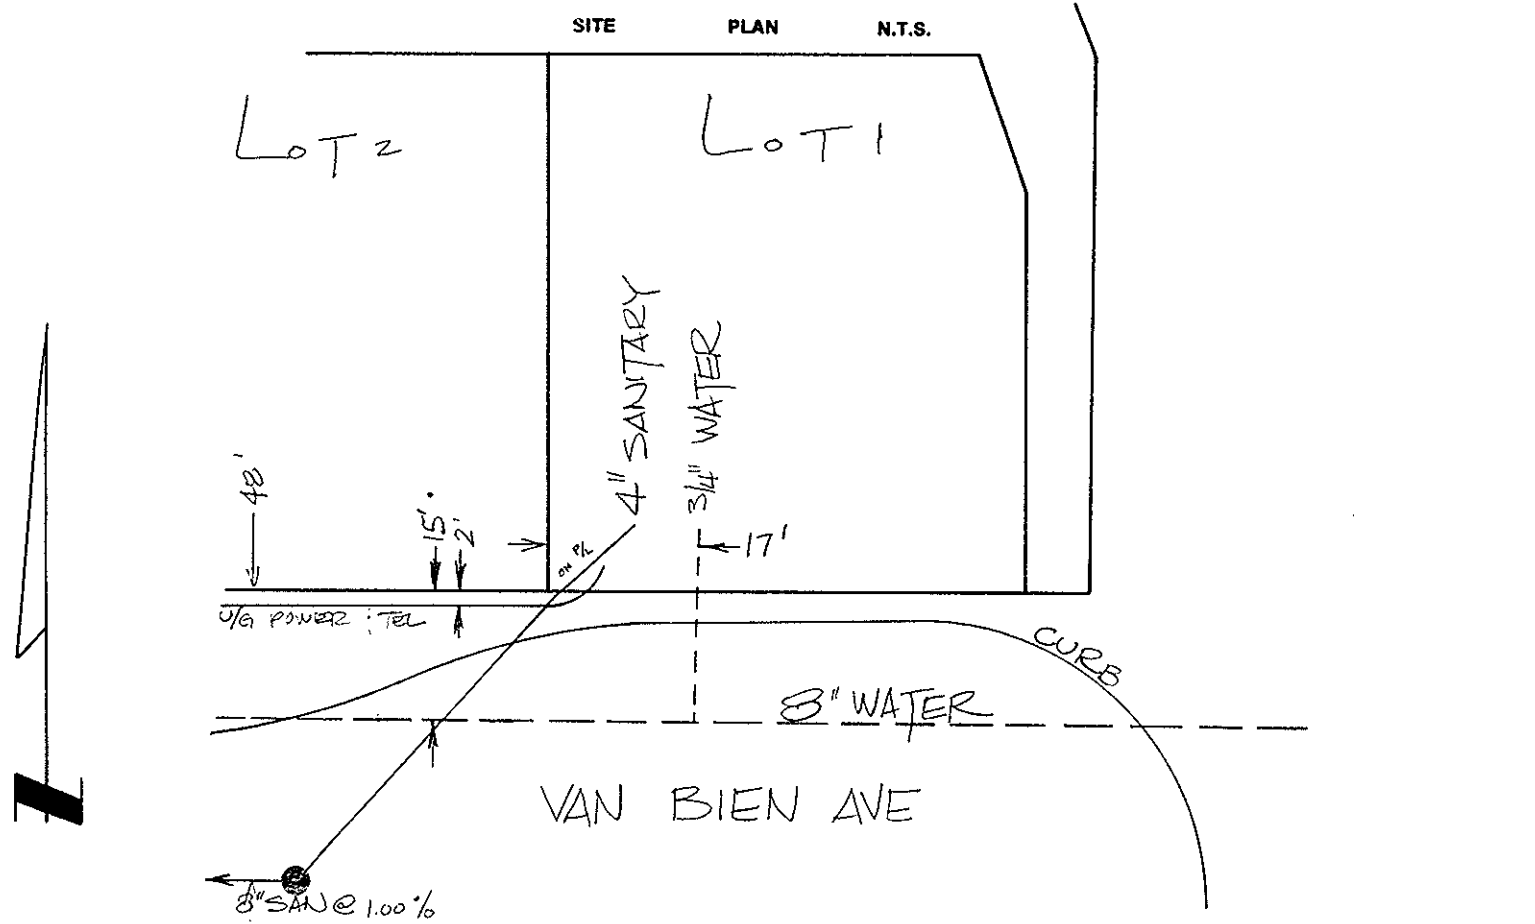 SITE PLAN N.T.S.
LOT 2
LOT 1
4" SANITARY
3/4" WATER
48'
15'
2'
ON P/L
17'
U/G POWER : TEL
CURB
8" WATER
VAN BIEN AVE
N
8" SAN @ 1.00%